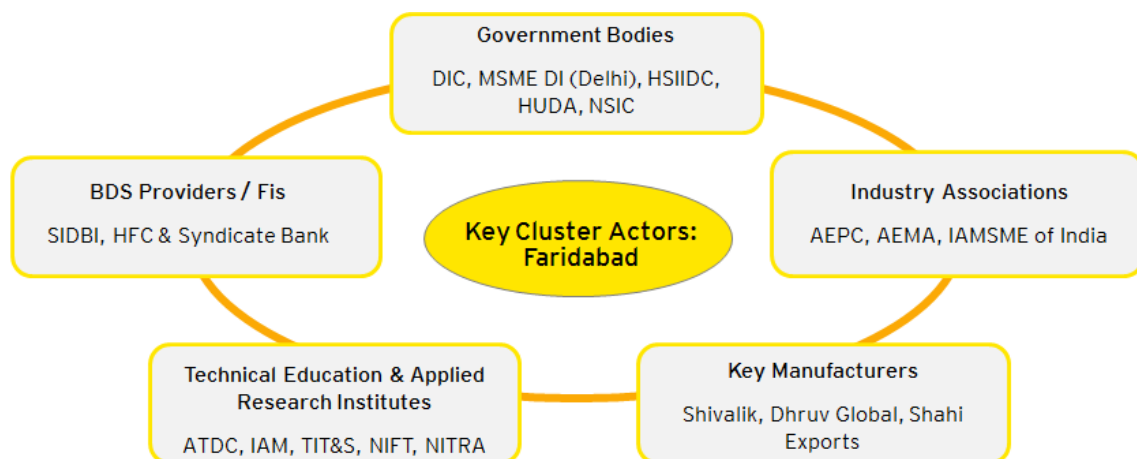 Government Bodies
DIC, MSME DI (Delhi), HSIIDC,
HUDA, NSIC
BDS Providers / Fis
SIDBI, HFC & Syndicate Bank
Key Cluster Actors:
Faridabad
Industry Associations
AEPC, AEMA, IAMSME of India
Technical Education & Applied
Research Institutes
ATDC, IAM, TIT&S, NIFT, NITRA
Key Manufacturers
Shivalik, Dhruv Global, Shahi
Exports